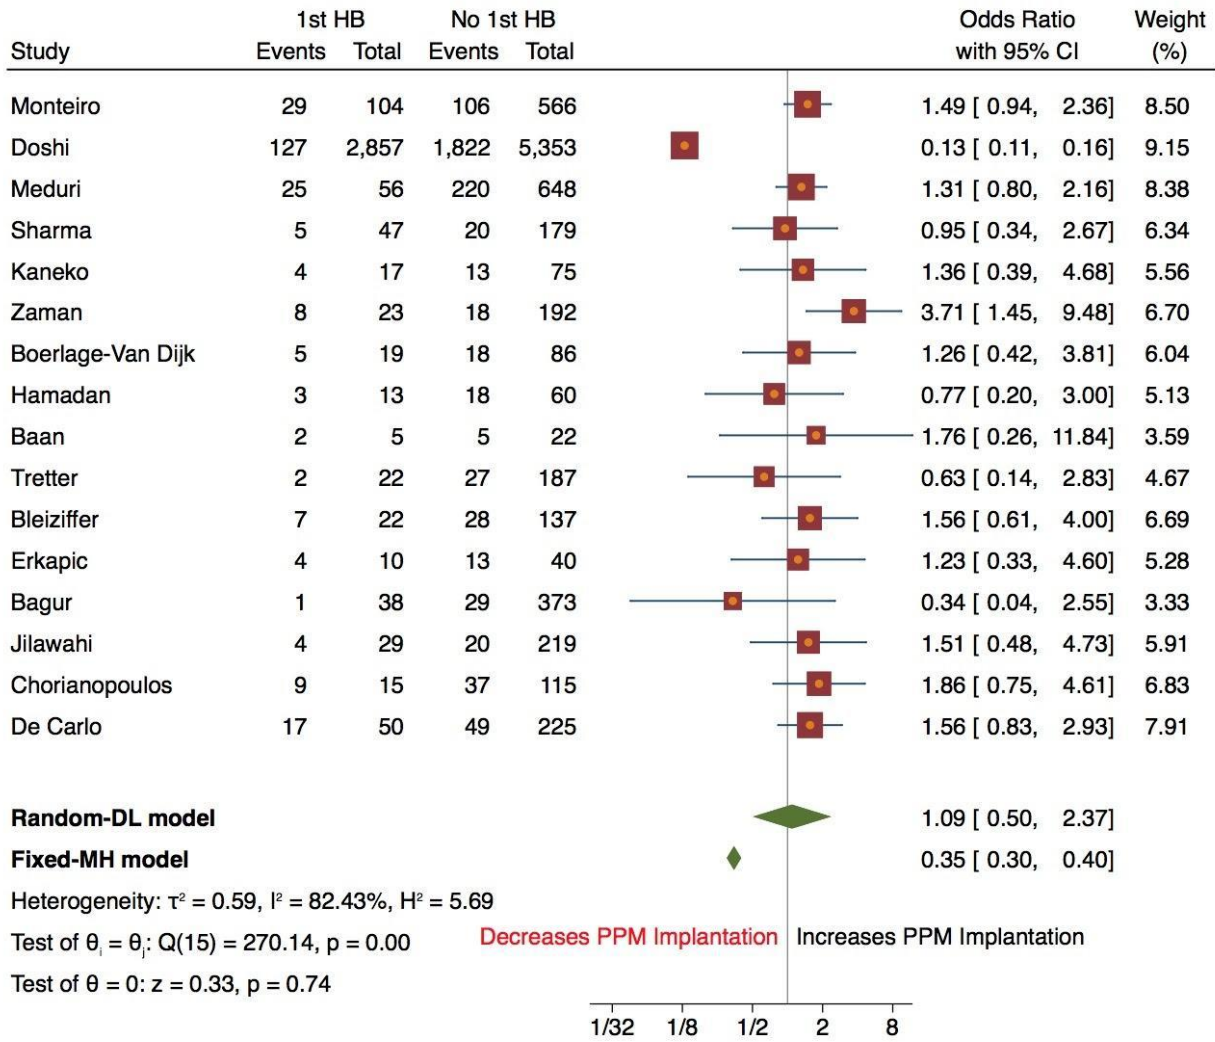 1st HB No 1st HB Odds Ratio Weight
Study Events Total Events Total with 95% CI (%)
Monteiro 29 104 106 566 1.49 [ 0.94, 2.36] 8.50
Doshi 127 2,857 1,822 5,353 0.13 [ 0.11, 0.16] 9.15
Meduri 25 56 220 648 1.31 [ 0.80, 2.16] 8.38
Sharma 5 47 20 179 0.95 [ 0.34, 2.67] 6.34
Kaneko 4 17 13 75 1.36 [ 0.39, 4.68] 5.56
Zaman 8 23 18 192 3.71 [ 1.45, 9.48] 6.70
Boerlage-Van Dijk 5 19 18 86 1.26 [ 0.42, 3.81] 6.04
Hamadan 3 13 18 60 0.77 [ 0.20, 3.00] 5.13
Baan 2 5 5 22 1.76 [ 0.26, 11.84] 3.59
Tretter 2 22 27 187 0.63 [ 0.14, 2.83] 4.67
Bleiziffer 7 22 28 137 1.56 [ 0.61, 4.00] 6.69
Erkapic 4 10 13 40 1.23 [ 0.33, 4.60] 5.28
Bagur 1 38 29 373 0.34 [ 0.04, 2.55] 3.33
Jilawahi 4 29 20 219 1.51 [ 0.48, 4.73] 5.91
Chorianopoulos 9 15 37 115 1.86 [ 0.75, 4.61] 6.83
De Carlo 17 50 49 225 1.56 [ 0.83, 2.93] 7.91
Random-DL model 1.09 [ 0.50, 2.37]
Fixed-MH model 0.35 [ 0.30, 0.40]
Heterogeneity: τ² = 0.59, I² = 82.43%, H² = 5.69
Test of θᵢ = θⱼ: Q(15) = 270.14, p = 0.00 Decreases PPM Implantation Increases PPM Implantation
Test of θ = 0: z = 0.33, p = 0.74
1/32 1/8 1/2 2 8